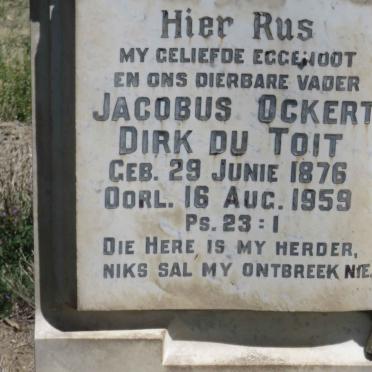 Hier Rus
MY GELIEFDE EGGENOOT
EN ONS DIERBARE VADER
JACOBUS OCKERT
DIRK DU TOIT
GEB. 29 JUNIE 1876
OORL. 16 AUG. 1959
PS. 23:1
DIE HERE IS MY HERDER,
NIKS SAL MY ONTBREEK NIE.